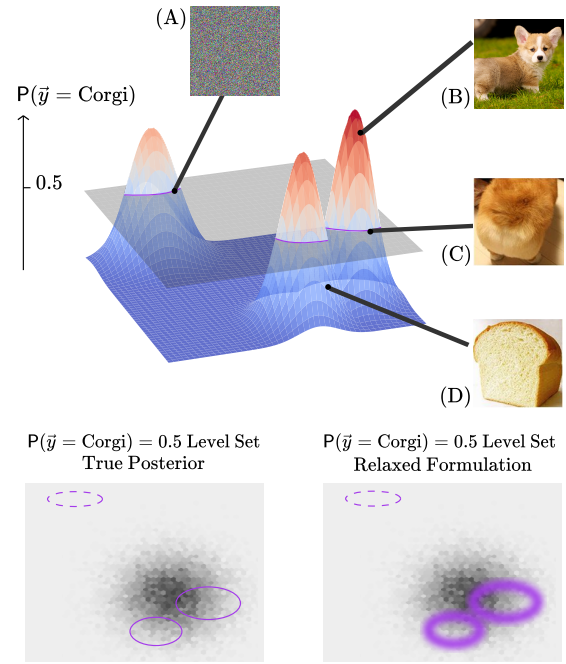 (A)
P(y⃗ = Corgi)
(B)
0.5
(C)
(D)
P(y⃗ = Corgi) = 0.5 Level Set
True Posterior
P(y⃗ = Corgi) = 0.5 Level Set
Relaxed Formulation